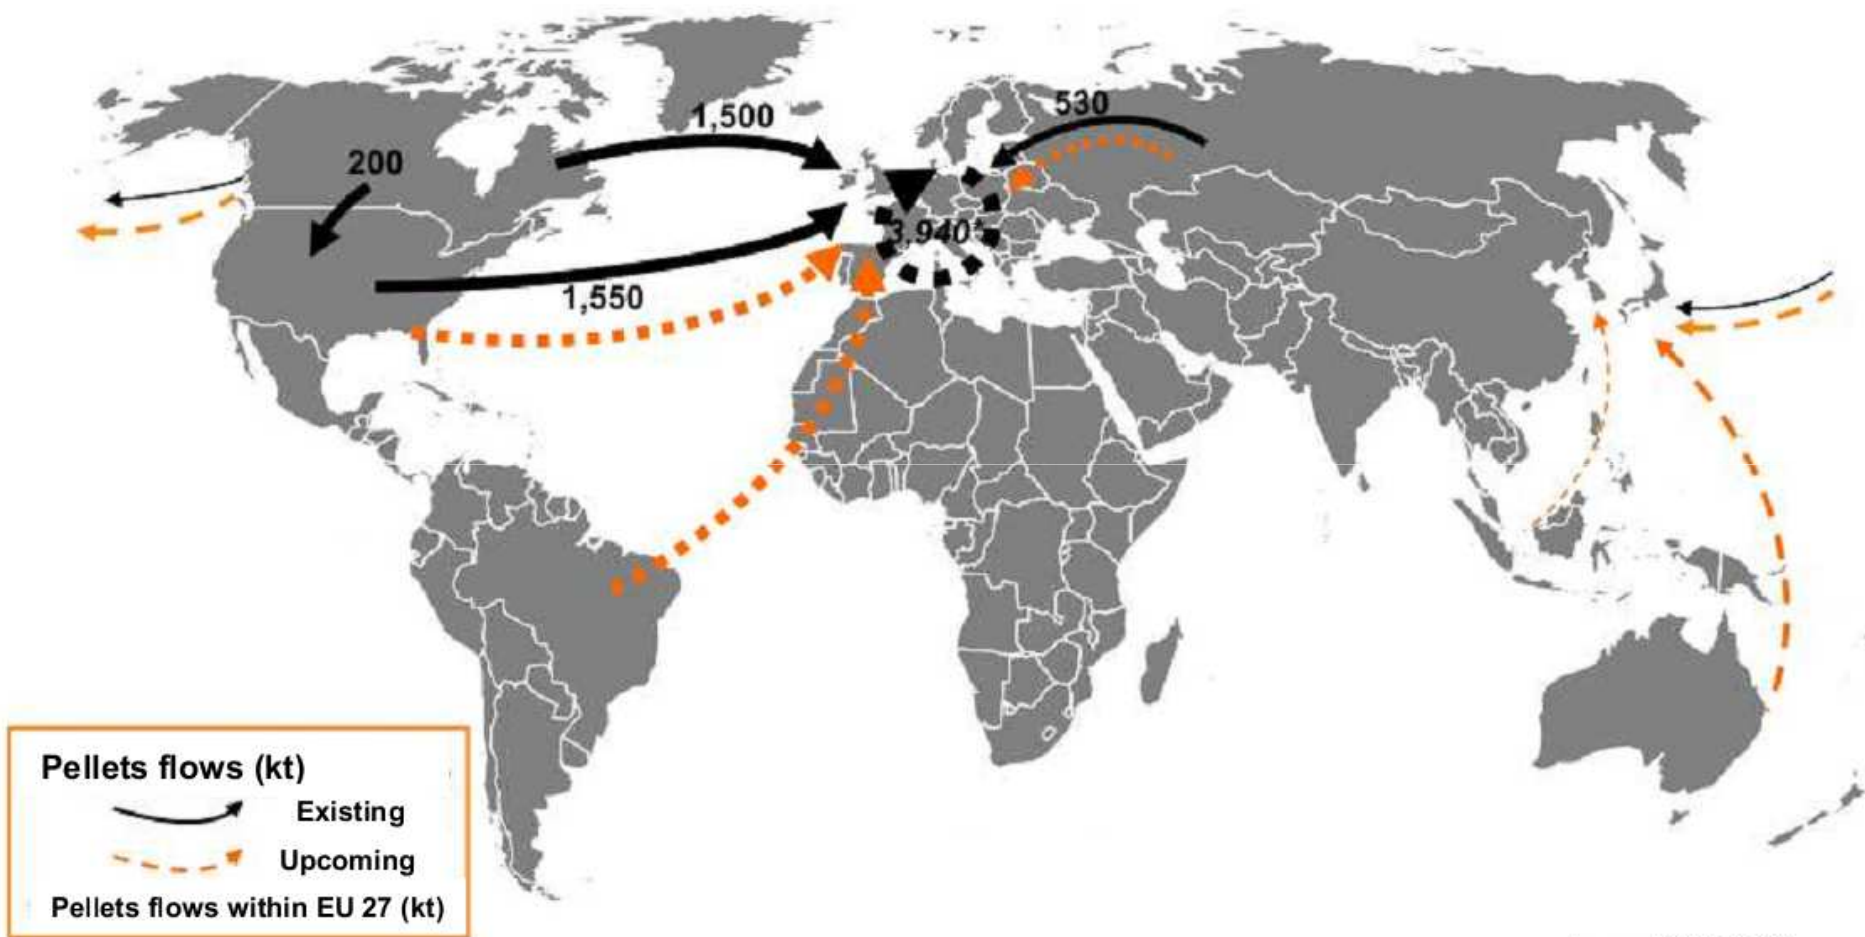 1,500
530
200
3,940*
1,550
Pellets flows (kt)
Existing
Upcoming
Pellets flows within EU 27 (kt)